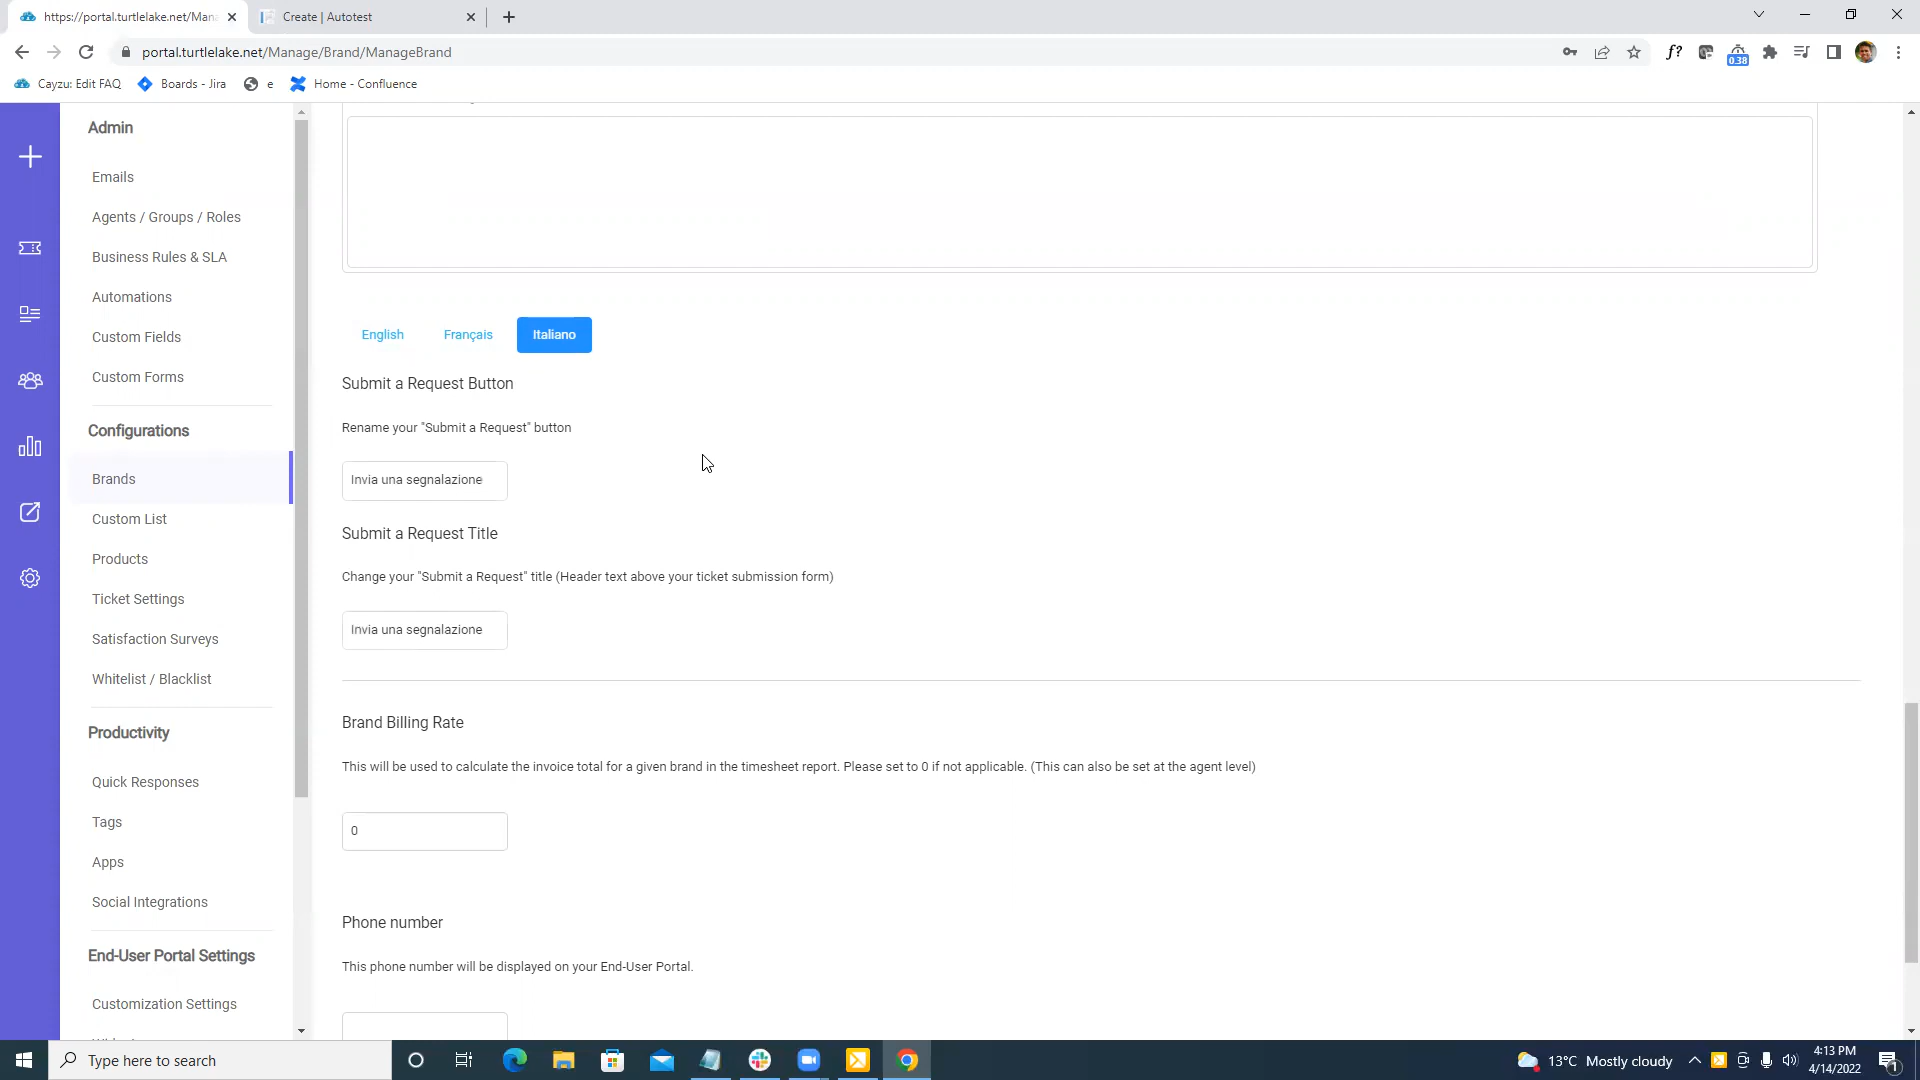 https://portal.turtlelake.net/Mana
Create | Autotest
portal.turtlelake.net/Manage/Brand/ManageBrand
f?
0.38
Cayzu: Edit FAQ
Boards - Jira
e
Home - Confluence
Admin
Emails
Agents / Groups / Roles
Business Rules & SLA
Automations
Custom Fields
Custom Forms
Configurations
Brands
Custom List
Products
Ticket Settings
Satisfaction Surveys
Whitelist / Blacklist
Productivity
Quick Responses
Tags
Apps
Social Integrations
End-User Portal Settings
Customization Settings
English Français Italiano
Submit a Request Button
Rename your "Submit a Request" button
Invia una segnalazione
Submit a Request Title
Change your "Submit a Request" title (Header text above your ticket submission form)
Invia una segnalazione
Brand Billing Rate
This will be used to calculate the invoice total for a given brand in the timesheet report. Please set to 0 if not applicable. (This can also be set at the agent level)
0
Phone number
This phone number will be displayed on your End-User Portal.
Type here to search
13°C Mostly cloudy
4:13 PM
4/14/2022
1